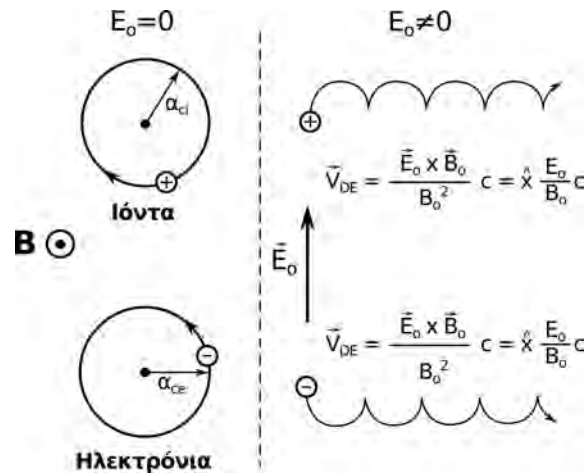 E₀=0
E₀≠0
α_ci
+
Ιόντα
V⃗_DE = (E⃗₀ x B⃗₀ / B₀²) c = x̂ (E₀ / B₀) c
B
E⃗₀
V⃗_DE = (E⃗₀ x B⃗₀ / B₀²) c = x̂ (E₀ / B₀) c
−
α_ce
Ηλεκτρόνια
+
−